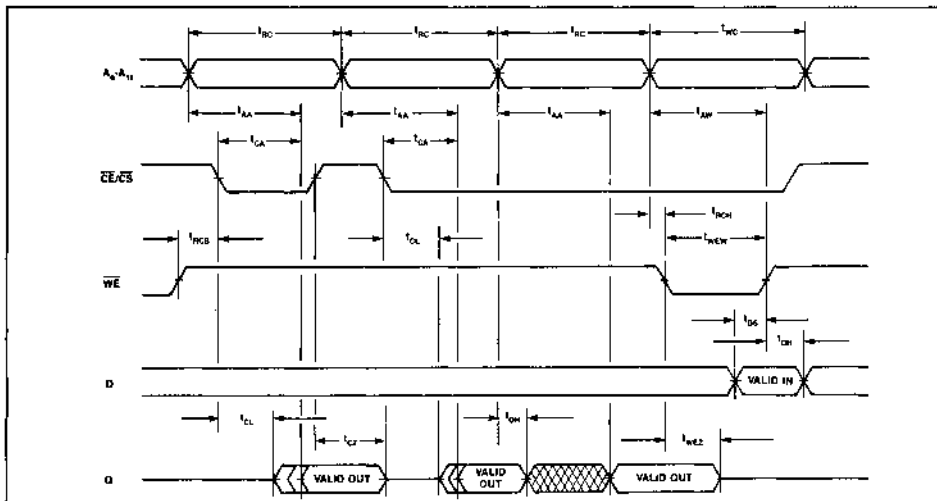 tRC tRC tRC tWC
A0-A11
tAA tAA tAA tAW
tCA tCA
CE/CS
tRCH
tRCS tCL tWEW
WE
tDS
tDH
D VALID IN
tCL tCZ tOH tWEZ
Q VALID OUT VALID OUT VALID OUT